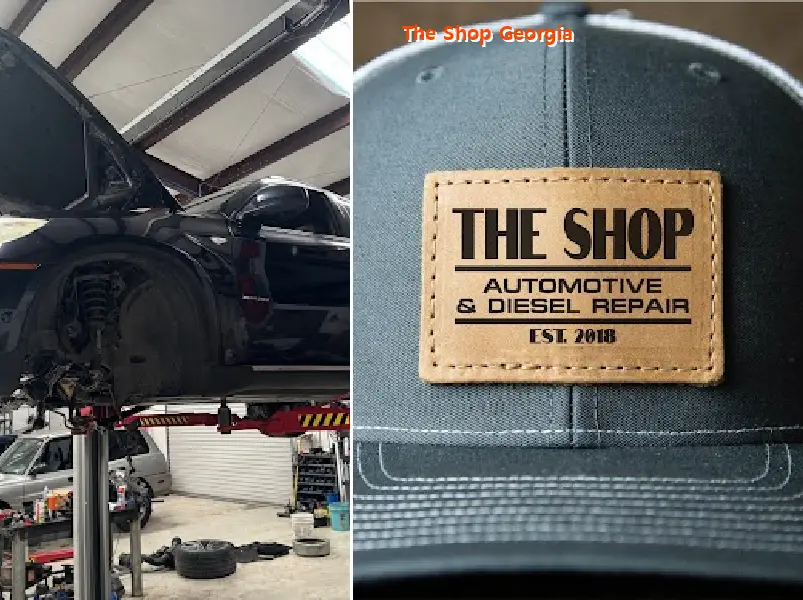 The Shop Georgia
THE SHOP
AUTOMOTIVE
& DIESEL REPAIR
EST. 2018